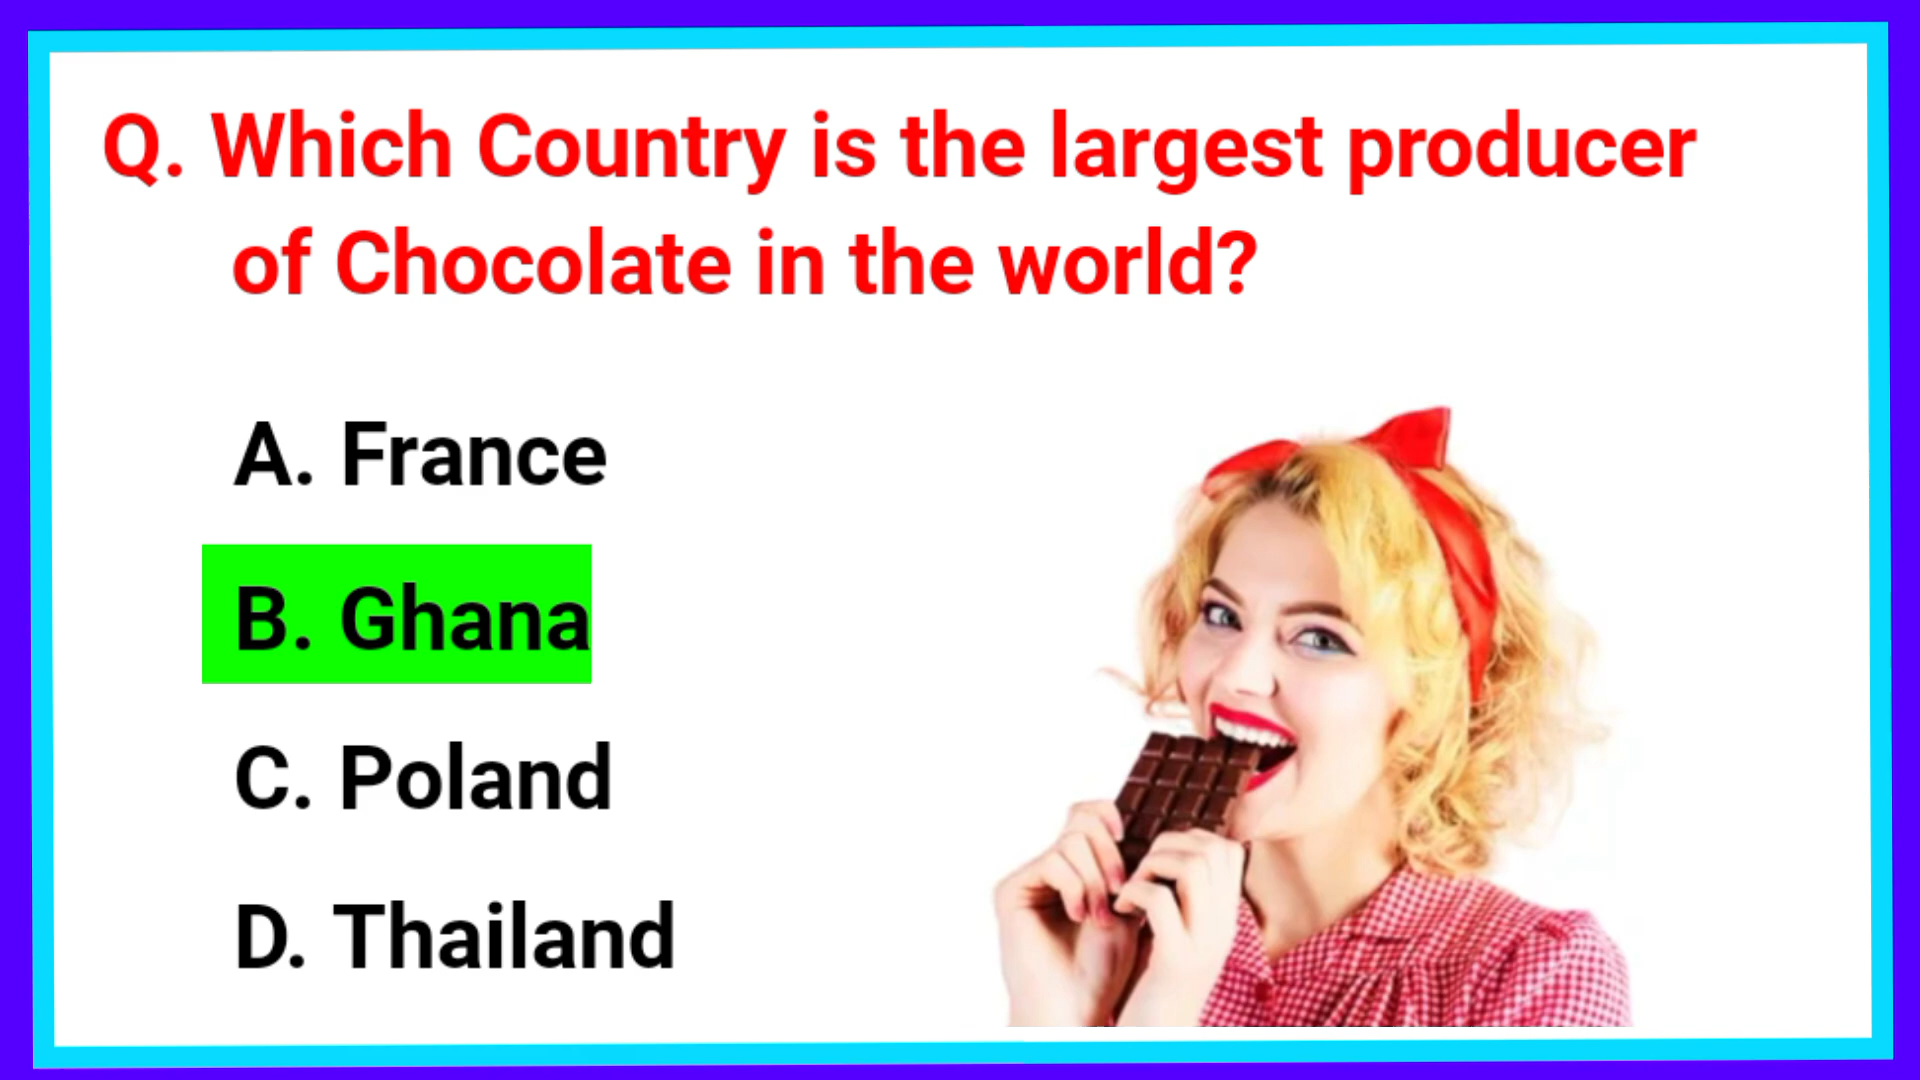 Q. Which Country is the largest producer
of Chocolate in the world?
A. France
B. Ghana
C. Poland
D. Thailand